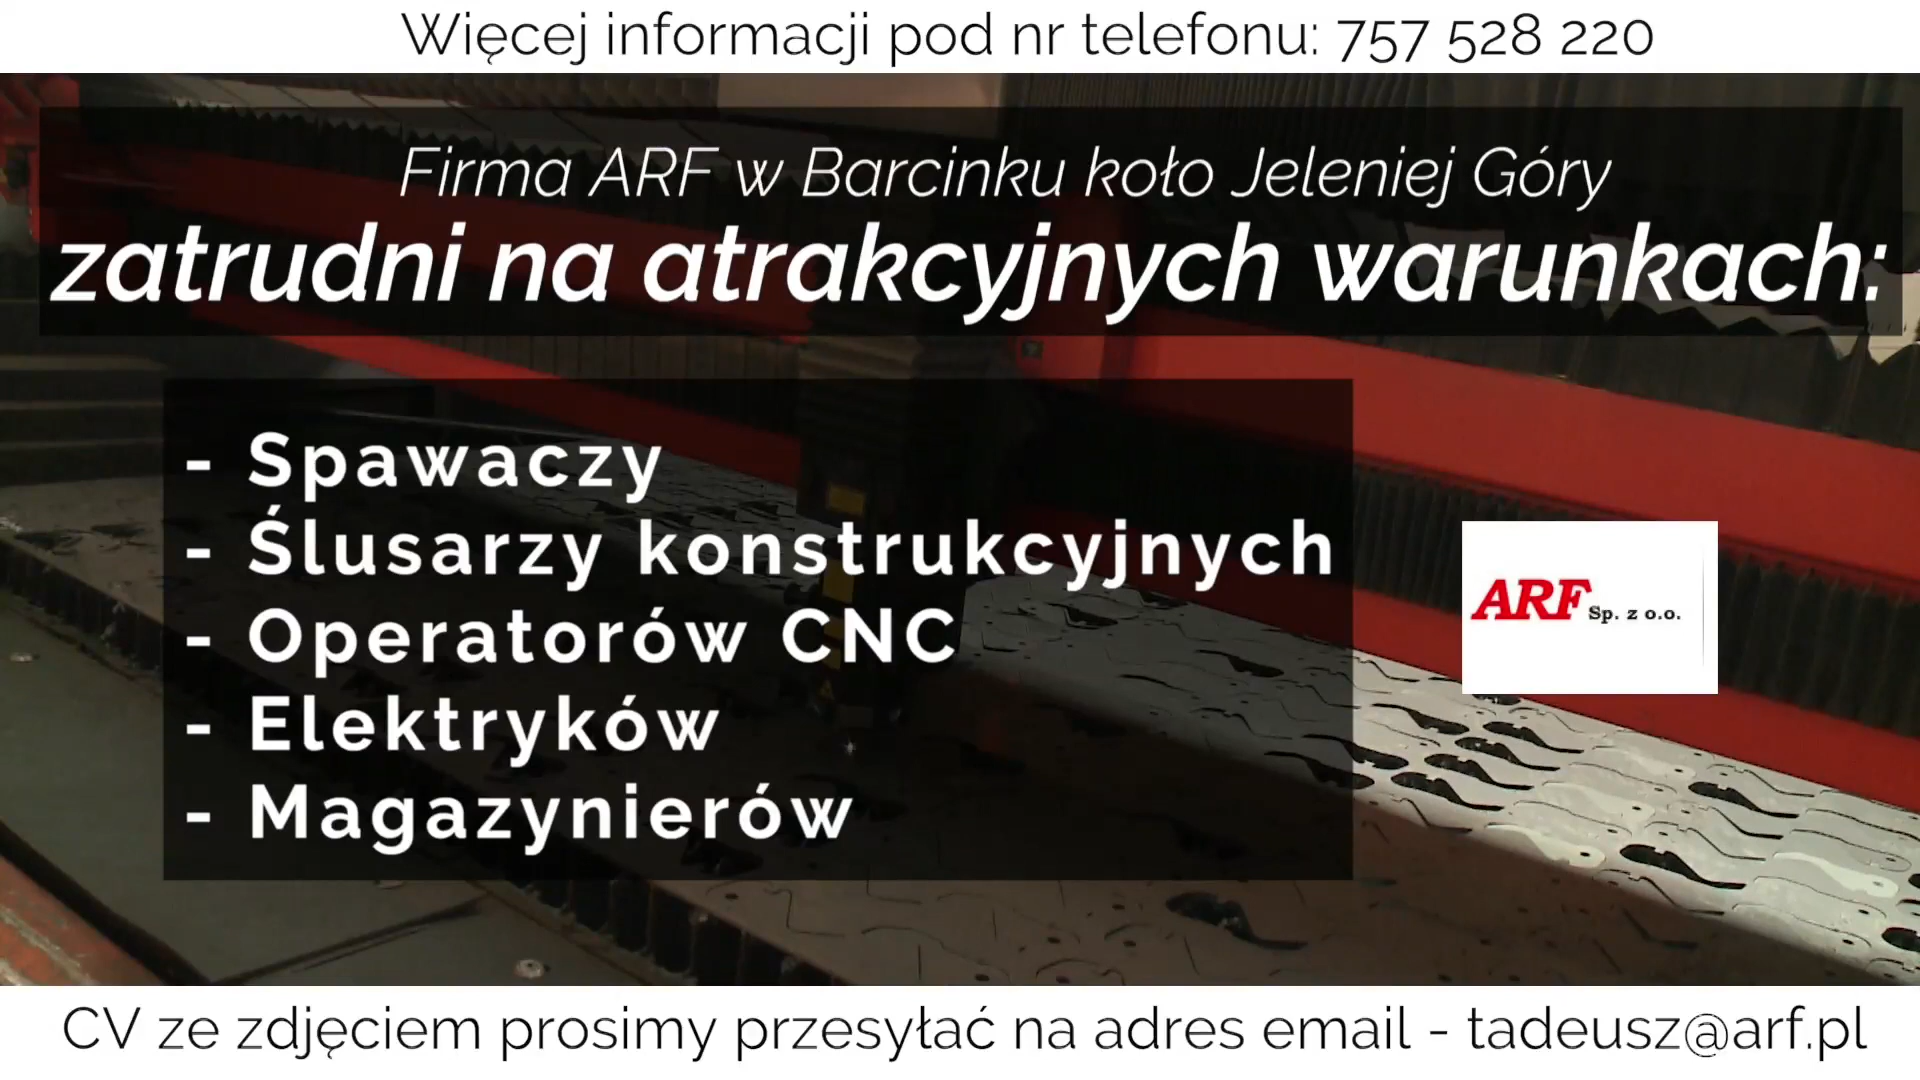 Więcej informacji pod nr telefonu: 757 528 220
Firma ARF w Barcinku koło Jeleniej Góry
zatrudni na atrakcyjnych warunkach:
- Spawaczy
- Ślusarzy konstrukcyjnych
- Operatorów CNC
- Elektryków
- Magazynierów
ARF Sp. z o.o.
CV ze zdjęciem prosimy przesyłać na adres email - tadeusz@arf.pl